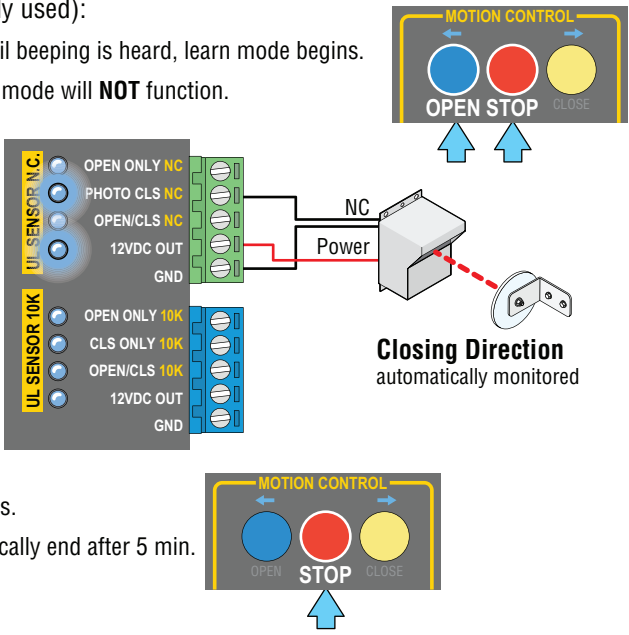 used):
il beeping is heard, learn mode begins.
mode will NOT function.
MOTION CONTROL
OPEN STOP CLOSE
UL SENSOR N.C.
OPEN ONLY NC
PHOTO CLS NC
OPEN/CLS NC
12VDC OUT
GND
NC
Power
UL SENSOR 10K
OPEN ONLY 10K
CLS ONLY 10K
OPEN/CLS 10K
12VDC OUT
GND
Closing Direction
automatically monitored
s.
cally end after 5 min.
MOTION CONTROL
OPEN STOP CLOSE